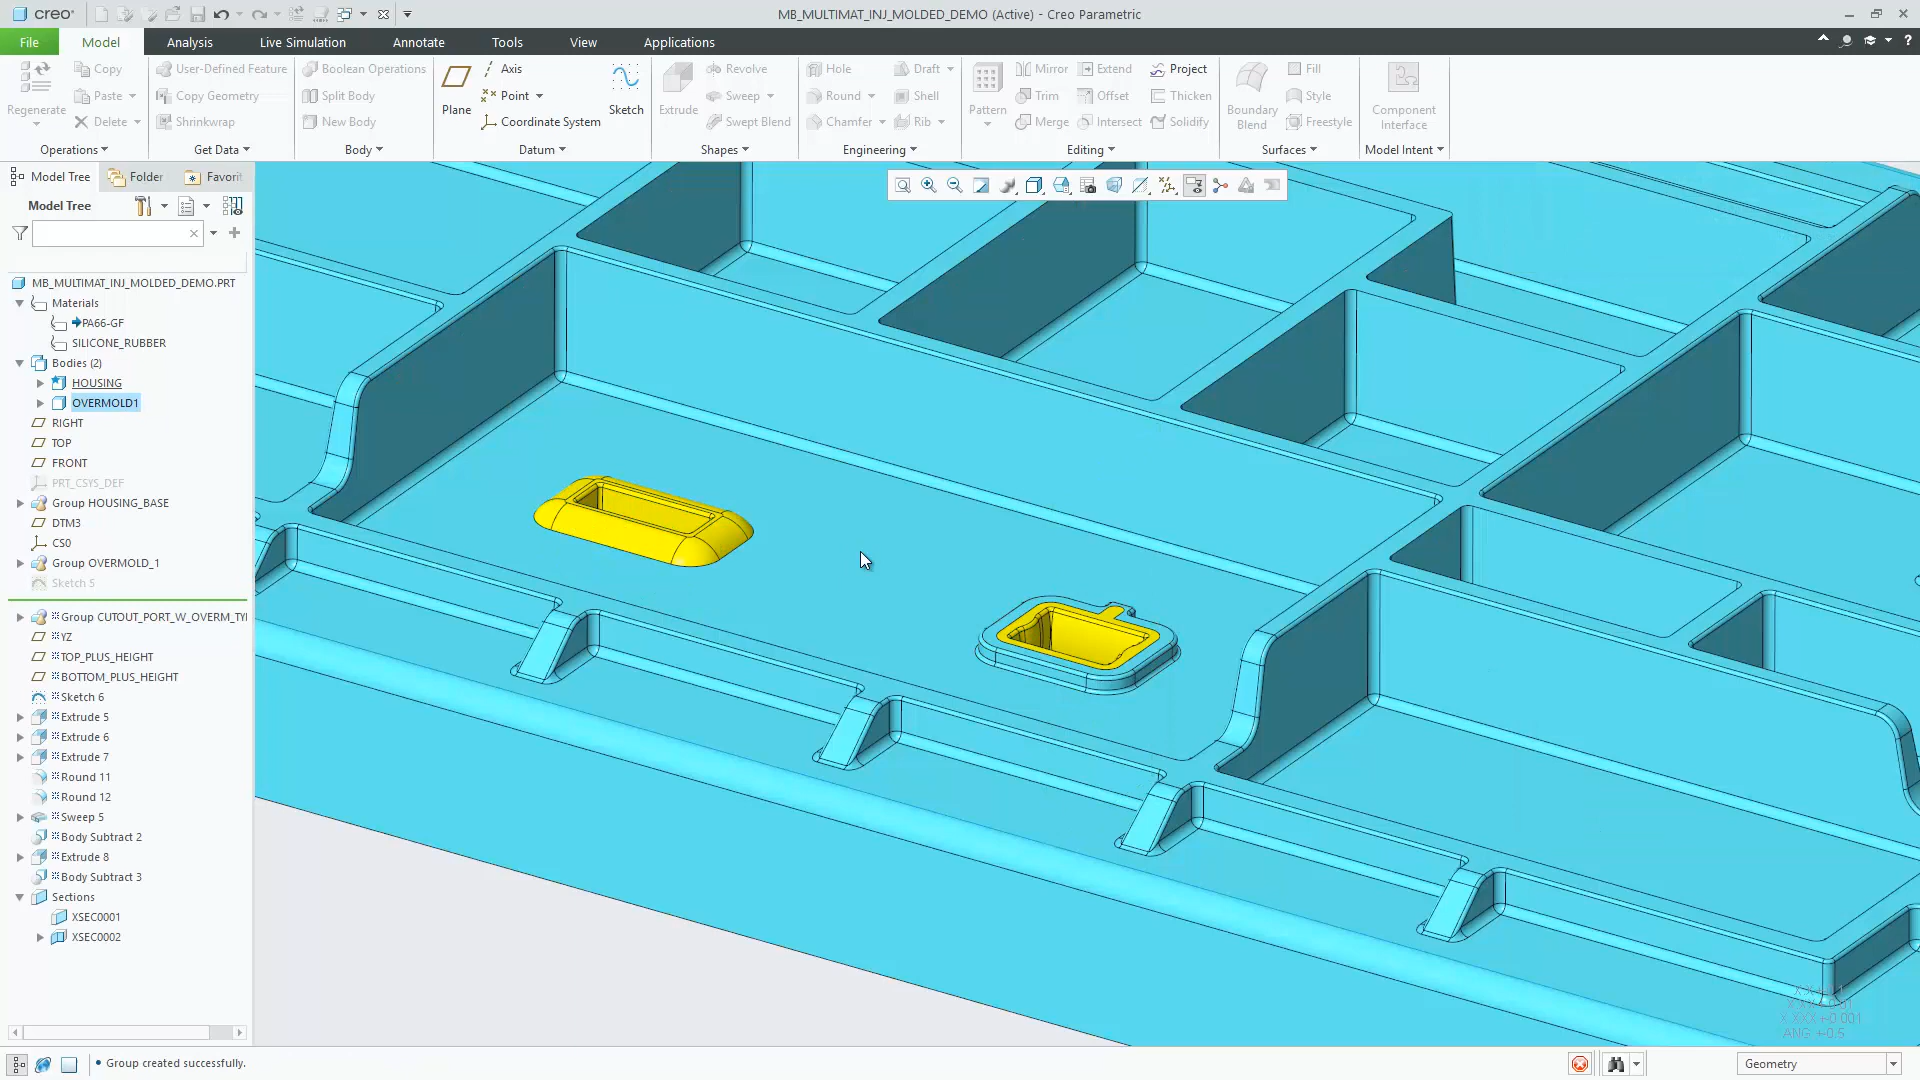 creo
MB_MULTIMAT_INJ_MOLDED_DEMO (Active) - Creo Parametric
File Model Analysis Live Simulation Annotate Tools View Applications
Regenerate
Copy
Paste
Delete
Operations
User-Defined Feature
Copy Geometry
Shrinkwrap
Get Data
Boolean Operations
Split Body
New Body
Body
Plane
Axis
Point
Coordinate System
Sketch
Datum
Extrude
Revolve
Sweep
Swept Blend
Shapes
Hole
Round
Chamfer
Draft
Shell
Rib
Engineering
Pattern
Mirror
Trim
Merge
Extend
Offset
Intersect
Project
Thicken
Solidify
Editing
Boundary
Blend
Fill
Style
Freestyle
Surfaces
Component
Interface
Model Intent
Model Tree Folder Favorit
Model Tree
MB_MULTIMAT_INJ_MOLDED_DEMO.PRT
Materials
PA66-GF
SILICONE_RUBBER
Bodies (2)
HOUSING
OVERMOLD1
RIGHT
TOP
FRONT
PRT_CSYS_DEF
Group HOUSING_BASE
DTM3
CS0
Group OVERMOLD_1
Sketch 5
Group CUTOUT_PORT_W_OVERM_TY
YZ
TOP_PLUS_HEIGHT
BOTTOM_PLUS_HEIGHT
Sketch 6
Extrude 5
Extrude 6
Extrude 7
Round 11
Round 12
Sweep 5
Body Subtract 2
Extrude 8
Body Subtract 3
Sections
XSEC0001
XSEC0002
• Group created successfully.
Geometry